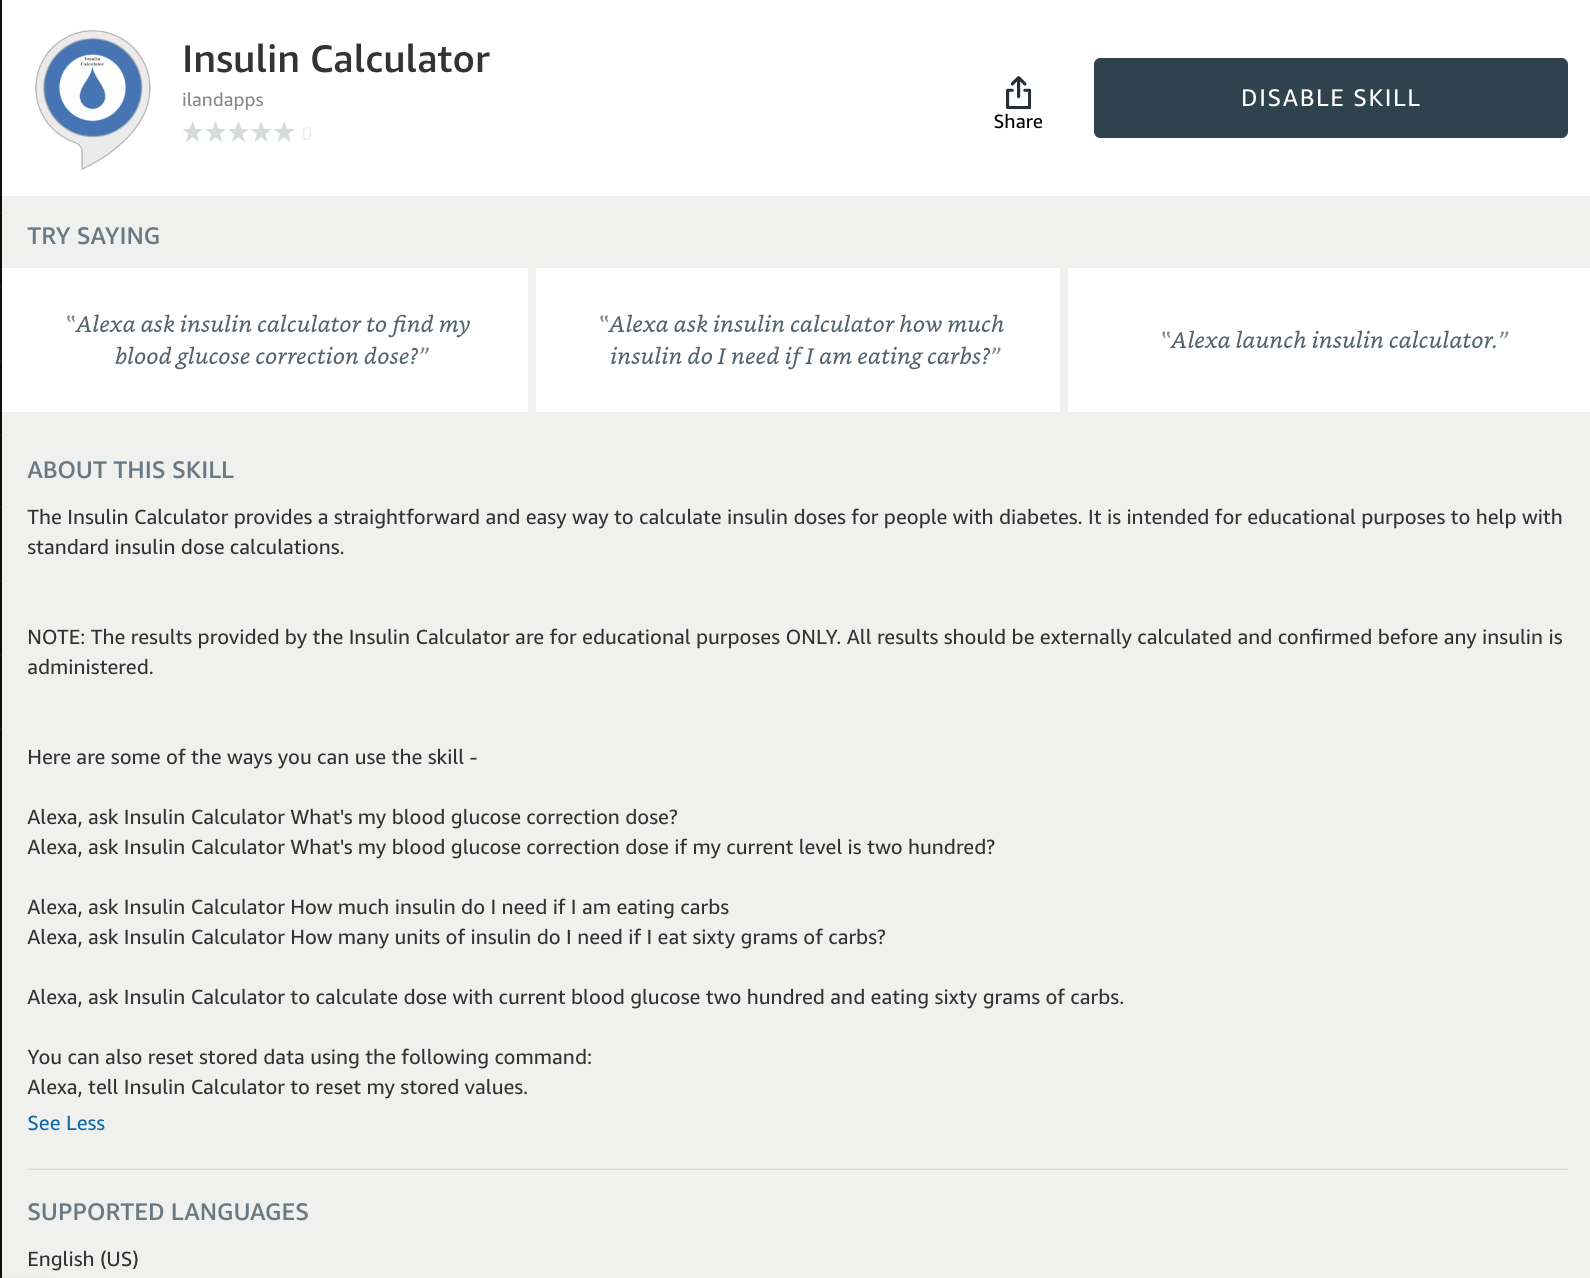 Insulin
Calculator
Insulin Calculator
ilandapps
0
Share
DISABLE SKILL
TRY SAYING
"Alexa ask insulin calculator to find my
blood glucose correction dose?"
"Alexa ask insulin calculator how much
insulin do I need if I am eating carbs?"
"Alexa launch insulin calculator."
ABOUT THIS SKILL
The Insulin Calculator provides a straightforward and easy way to calculate insulin doses for people with diabetes. It is intended for educational purposes to help with
standard insulin dose calculations.
NOTE: The results provided by the Insulin Calculator are for educational purposes ONLY. All results should be externally calculated and confirmed before any insulin is
administered.
Here are some of the ways you can use the skill -
Alexa, ask Insulin Calculator What's my blood glucose correction dose?
Alexa, ask Insulin Calculator What's my blood glucose correction dose if my current level is two hundred?
Alexa, ask Insulin Calculator How much insulin do I need if I am eating carbs
Alexa, ask Insulin Calculator How many units of insulin do I need if I eat sixty grams of carbs?
Alexa, ask Insulin Calculator to calculate dose with current blood glucose two hundred and eating sixty grams of carbs.
You can also reset stored data using the following command:
Alexa, tell Insulin Calculator to reset my stored values.
See Less
SUPPORTED LANGUAGES
English (US)